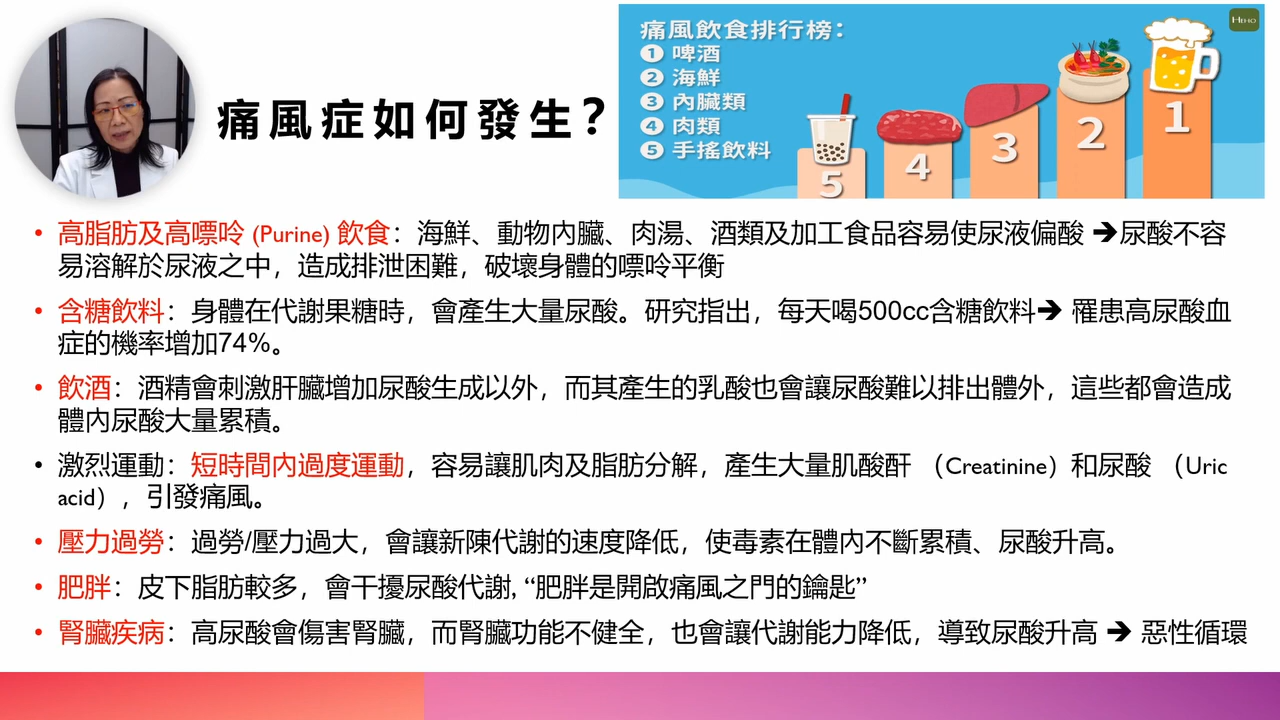 痛風症如何發生?
痛風飲食排行榜:
1 啤酒
2 海鮮
3 內臟類
4 肉類
5 手搖飲料
5
4
3
2
1
HEHO
• 高脂肪及高嘌呤 (Purine) 飲食:海鮮、動物內臟、肉湯、酒類及加工食品容易使尿液偏酸 ➔尿酸不容
易溶解於尿液之中,造成排泄困難,破壞身體的嘌呤平衡
• 含糖飲料:身體在代謝果糖時,會產生大量尿酸。研究指出,每天喝500cc含糖飲料➔ 罹患高尿酸血
症的機率增加74%。
• 飲酒:酒精會刺激肝臟增加尿酸生成以外,而其產生的乳酸也會讓尿酸難以排出體外,這些都會造成
體內尿酸大量累積。
• 激烈運動:短時間內過度運動,容易讓肌肉及脂肪分解,產生大量肌酸酐 (Creatinine) 和尿酸 (Uric
acid) , 引發痛風。
• 壓力過勞:過勞/壓力過大,會讓新陳代謝的速度降低,使毒素在體內不斷累積、尿酸升高。
• 肥胖:皮下脂肪較多,會干擾尿酸代謝, “肥胖是開啟痛風之門的鑰匙”
• 腎臟疾病:高尿酸會傷害腎臟,而腎臟功能不健全,也會讓代謝能力降低,導致尿酸升高 ➔ 惡性循環